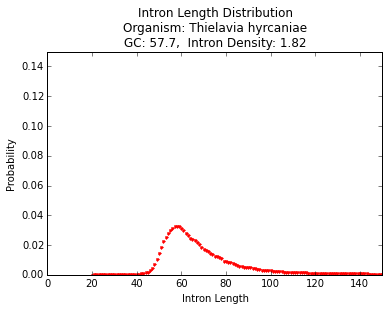 Intron Length Distribution
Organism: Thielavia hyrcaniae
GC: 57.7,  Intron Density: 1.82
0.14
0.12
0.10
0.08
0.06
0.04
0.02
0.00
Probability
0 20 40 60 80 100 120 140
Intron Length